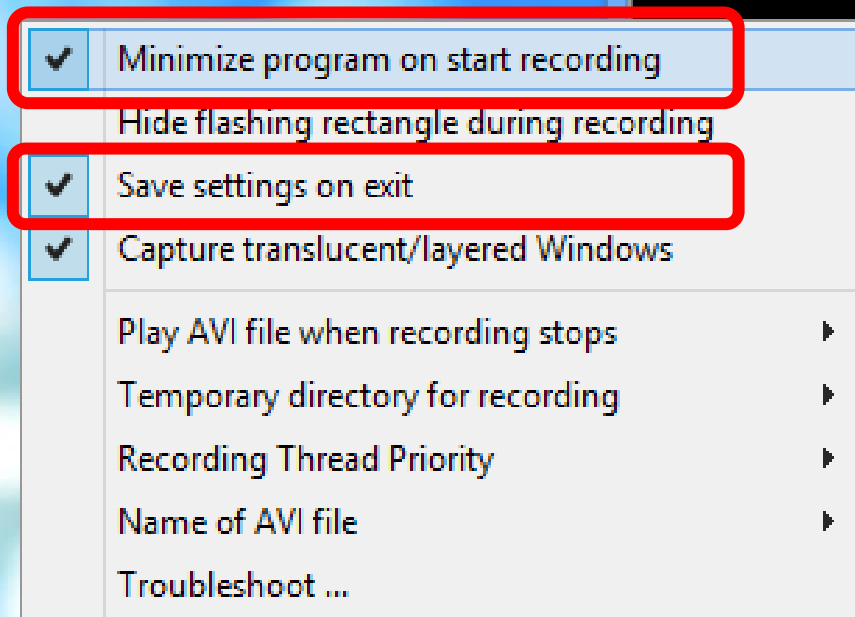 Minimize program on start recording
Hide flashing rectangle during recording
Save settings on exit
Capture translucent/layered Windows
Play AVI file when recording stops
Temporary directory for recording
Recording Thread Priority
Name of AVI file
Troubleshoot ...